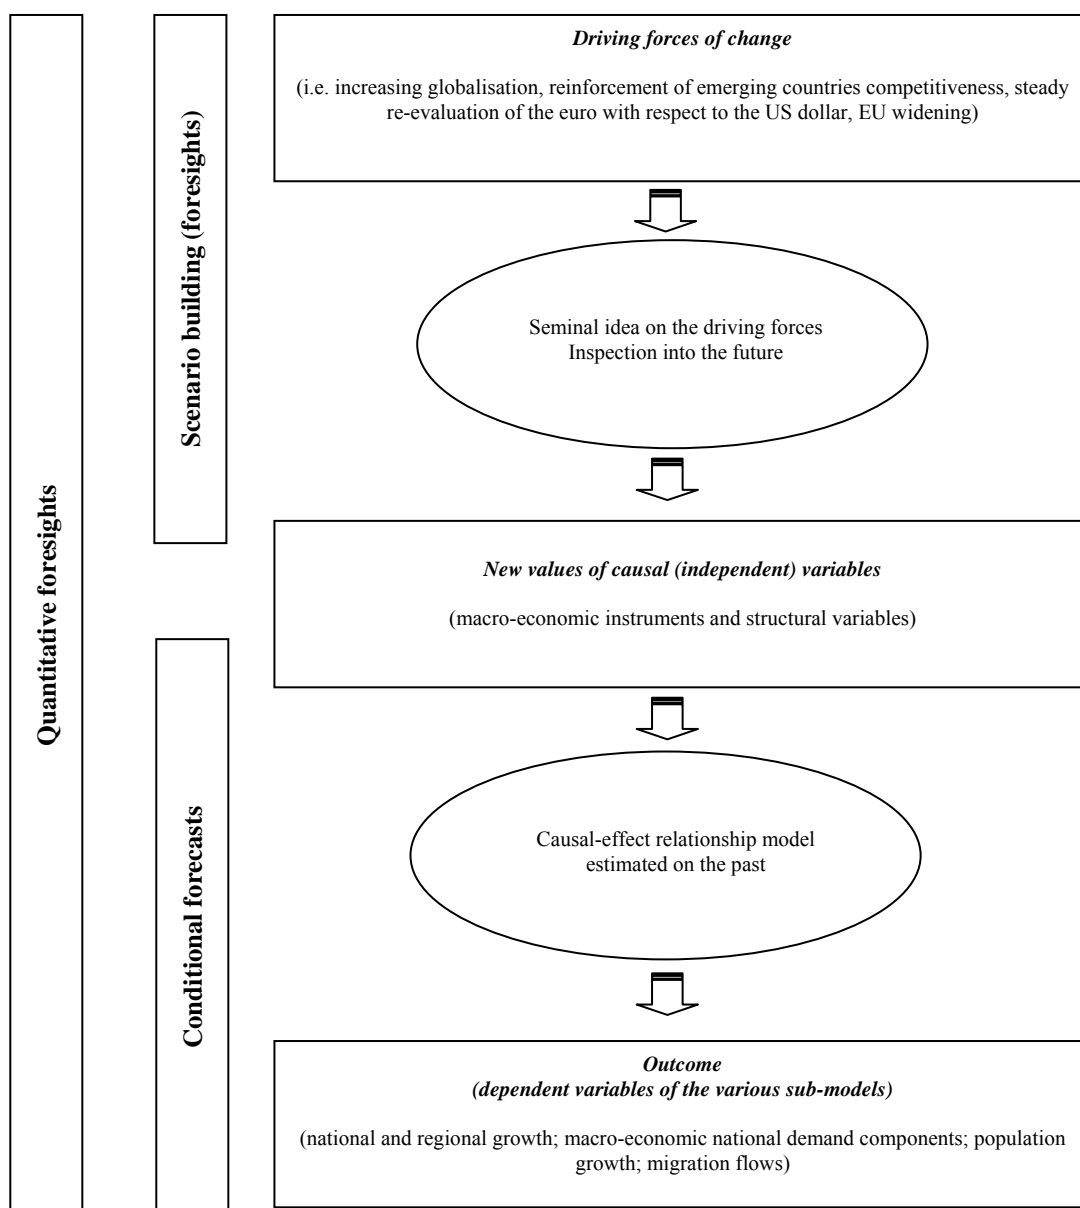 Quantitative foresights
Scenario building (foresights)
Conditional forecasts
Driving forces of change
(i.e. increasing globalisation, reinforcement of emerging countries competitiveness, steady
re-evaluation of the euro with respect to the US dollar, EU widening)
Seminal idea on the driving forces
Inspection into the future
New values of causal (independent) variables
(macro-economic instruments and structural variables)
Causal-effect relationship model
estimated on the past
Outcome
(dependent variables of the various sub-models)
(national and regional growth; macro-economic national demand components; population
growth; migration flows)